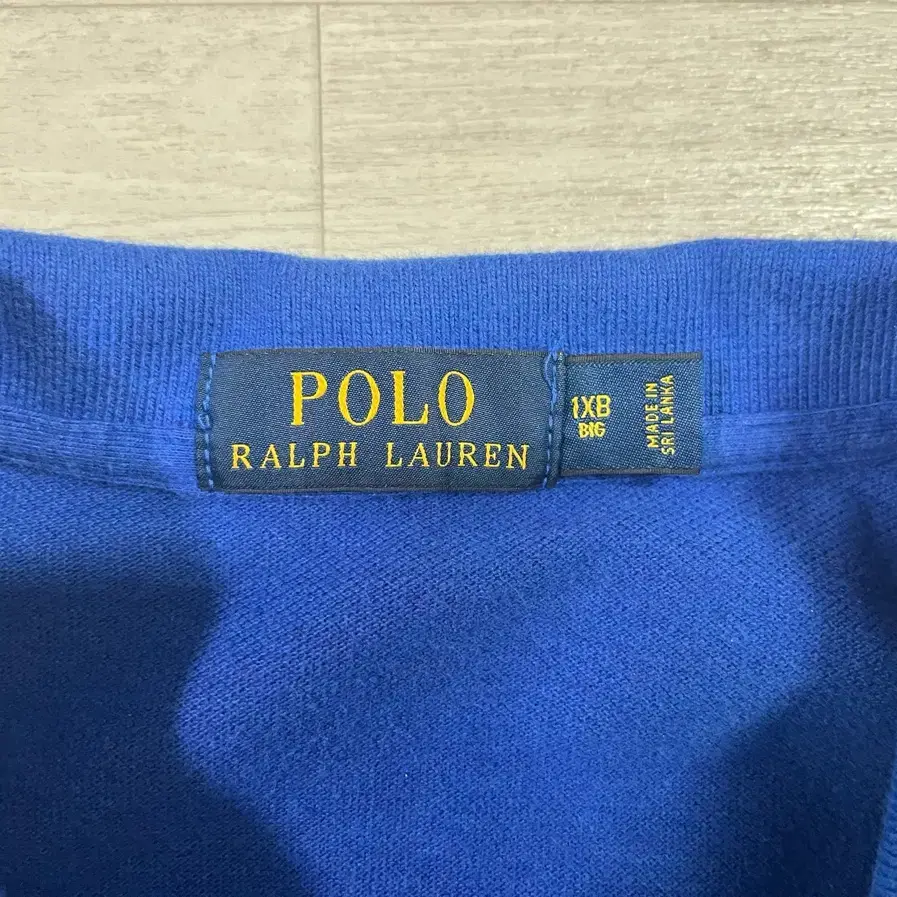 POLO
RALPH LAUREN
1XB
BIG
MADE IN
SRI LANKA